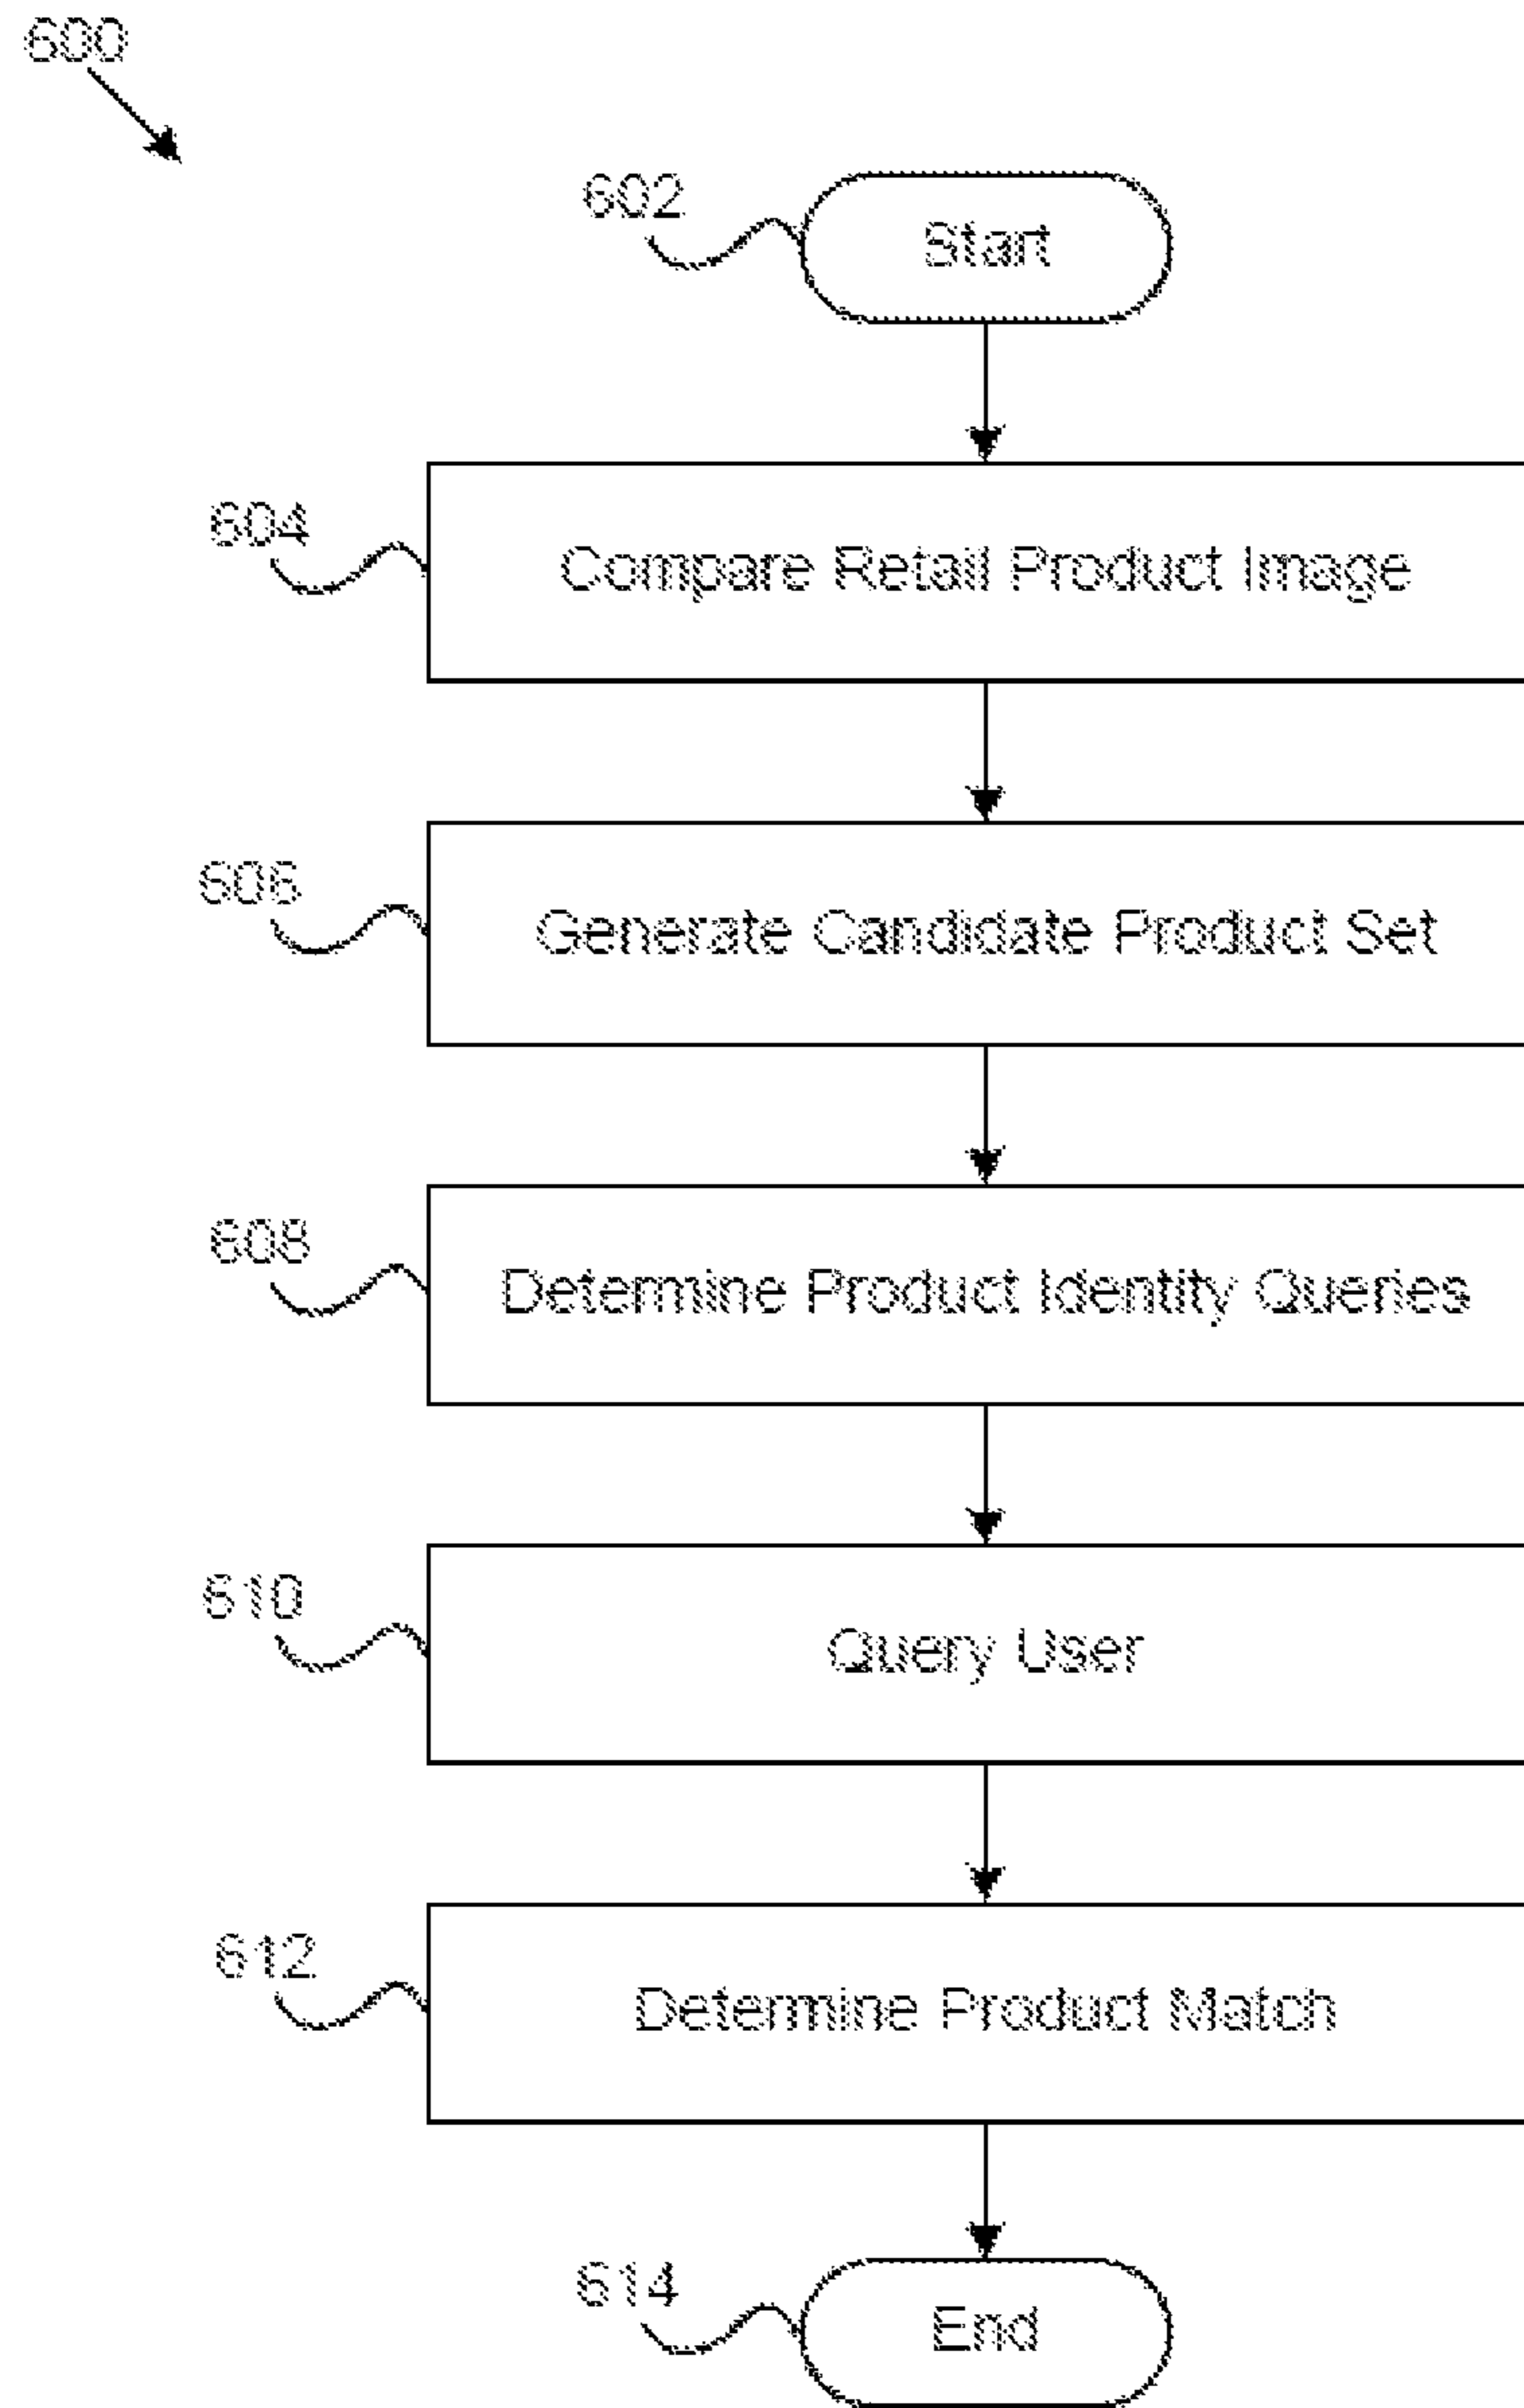 600
602
Start
604
Compare Retail Product Image
606
Generate Candidate Product Set
608
Determine Product Identity Queries
610
Query User
612
Determine Product Match
614
End